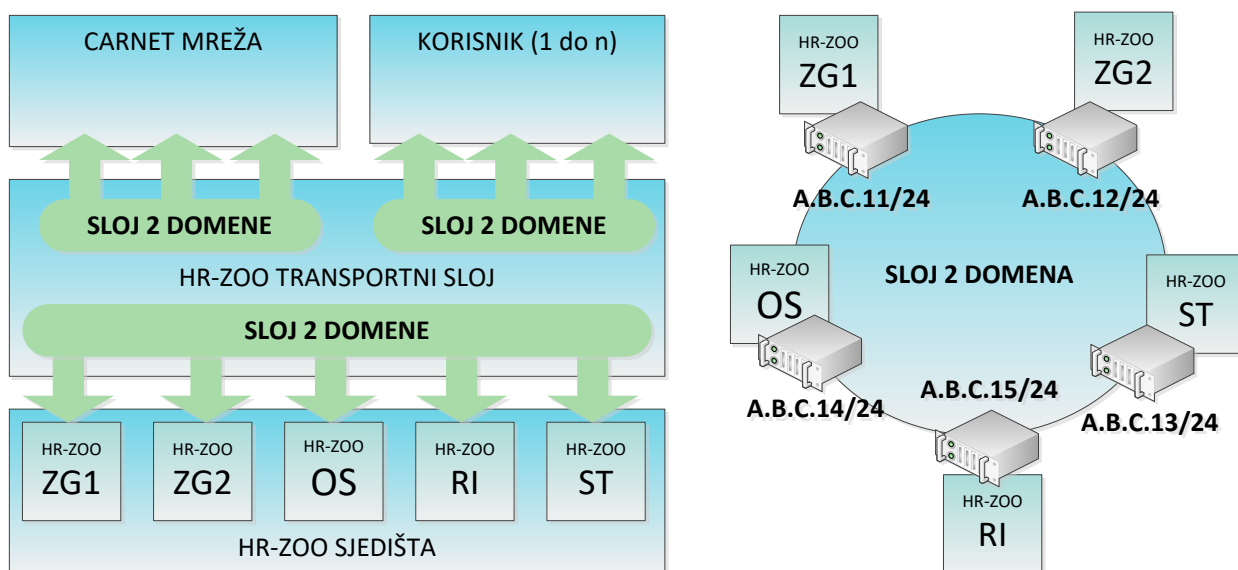 CARNET MREŽA
KORISNIK (1 do n)
SLOJ 2 DOMENE
SLOJ 2 DOMENE
HR-ZOO TRANSPORTNI SLOJ
SLOJ 2 DOMENE
HR-ZOO
ZG1
HR-ZOO
ZG2
HR-ZOO
OS
HR-ZOO
RI
HR-ZOO
ST
HR-ZOO SJEDIŠTA
HR-ZOO
ZG1
HR-ZOO
ZG2
A.B.C.11/24
A.B.C.12/24
HR-ZOO
OS
SLOJ 2 DOMENA
HR-ZOO
ST
A.B.C.15/24
A.B.C.14/24
A.B.C.13/24
HR-ZOO
RI